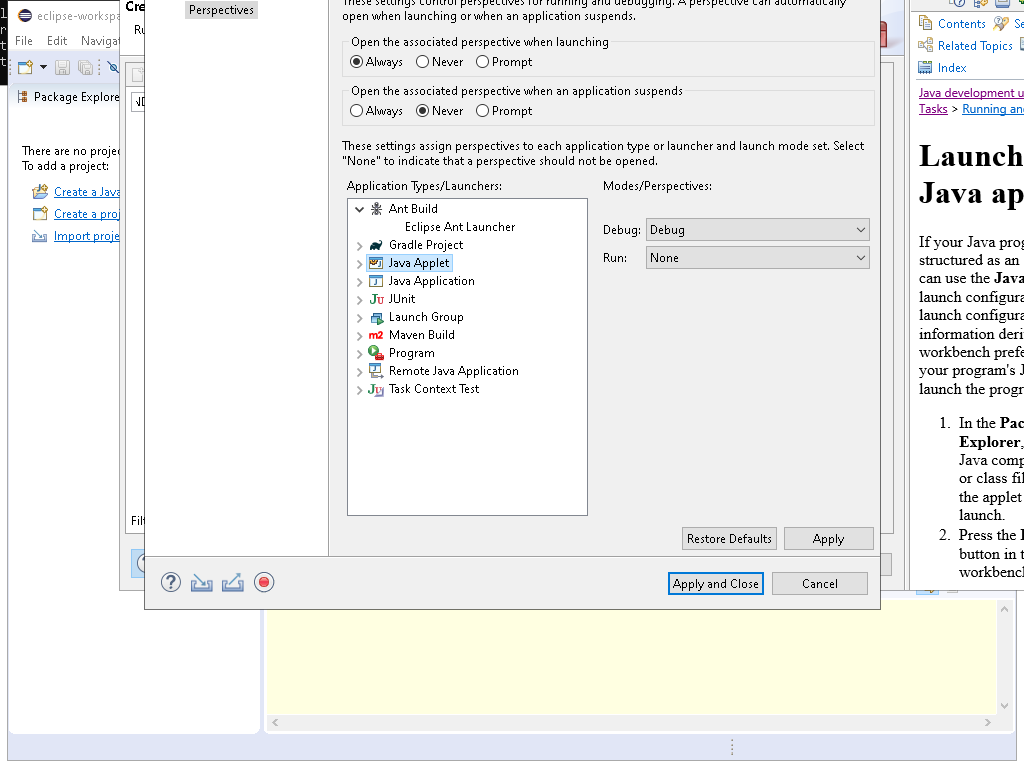 eclipse-workspa
File Edit Navigat
Package Explore
There are no projec
To add a project:
Create a Java
Create a proj
Import proje
Cre
Ru
Filt
Perspectives
These settings control perspectives for running and debugging. A perspective can automatically
open when launching or when an application suspends.
Open the associated perspective when launching
Always Never Prompt
Open the associated perspective when an application suspends
Always Never Prompt
These settings assign perspectives to each application type or launcher and launch mode set. Select
"None" to indicate that a perspective should not be opened.
Application Types/Launchers:
Modes/Perspectives:
Ant Build
Eclipse Ant Launcher
Gradle Project
Java Applet
Java Application
JUnit
Launch Group
Maven Build
Program
Remote Java Application
Task Context Test
Debug: Debug
Run: None
Restore Defaults Apply
Apply and Close Cancel
Contents Se
Related Topics
Index
Java development u
Tasks > Running and
Launch
Java ap
If your Java prog
structured as an
can use the Java
launch configura
launch configura
information deri
workbench prefe
your program's J
launch the progr
1. In the Pac
Explorer,
Java comp
or class fil
the applet
launch.
2. Press the
button in t
workbencl